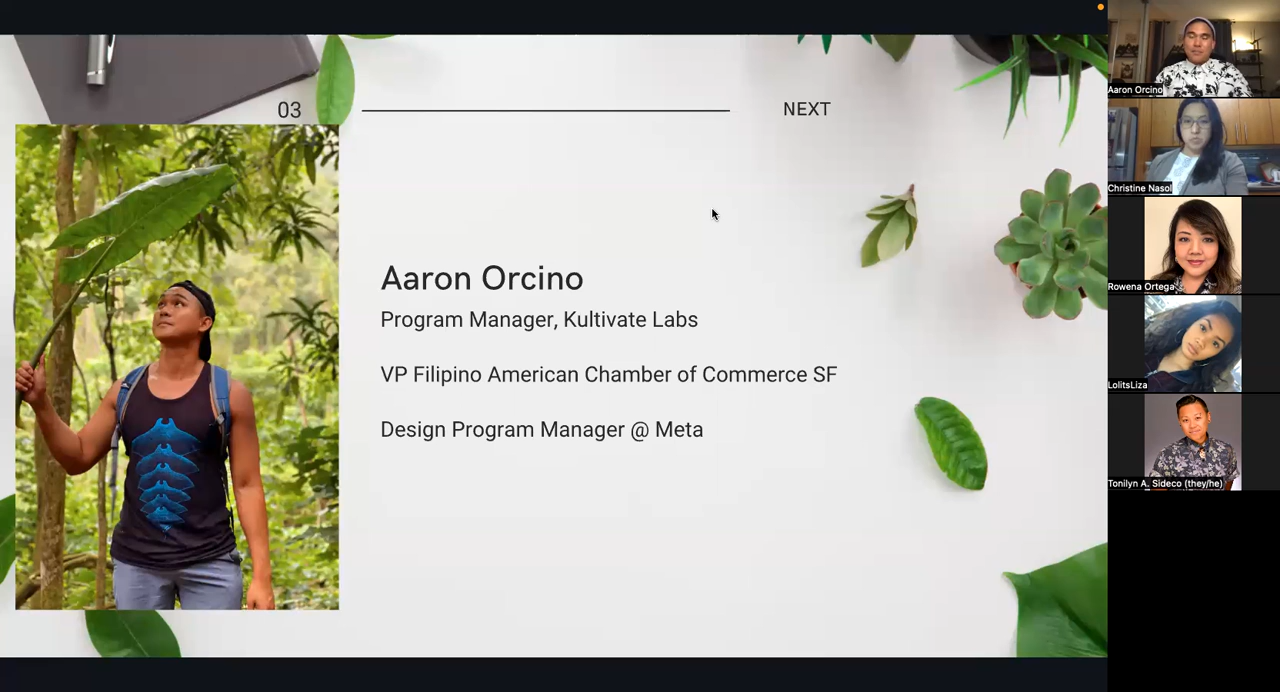 03
NEXT
Aaron Orcino
Program Manager, Kultivate Labs
VP Filipino American Chamber of Commerce SF
Design Program Manager @ Meta
Aaron Orcino
Christine Nasol
Rowena Ortega
LolitsLiza
Tonilyn A. Sideco (they/he)